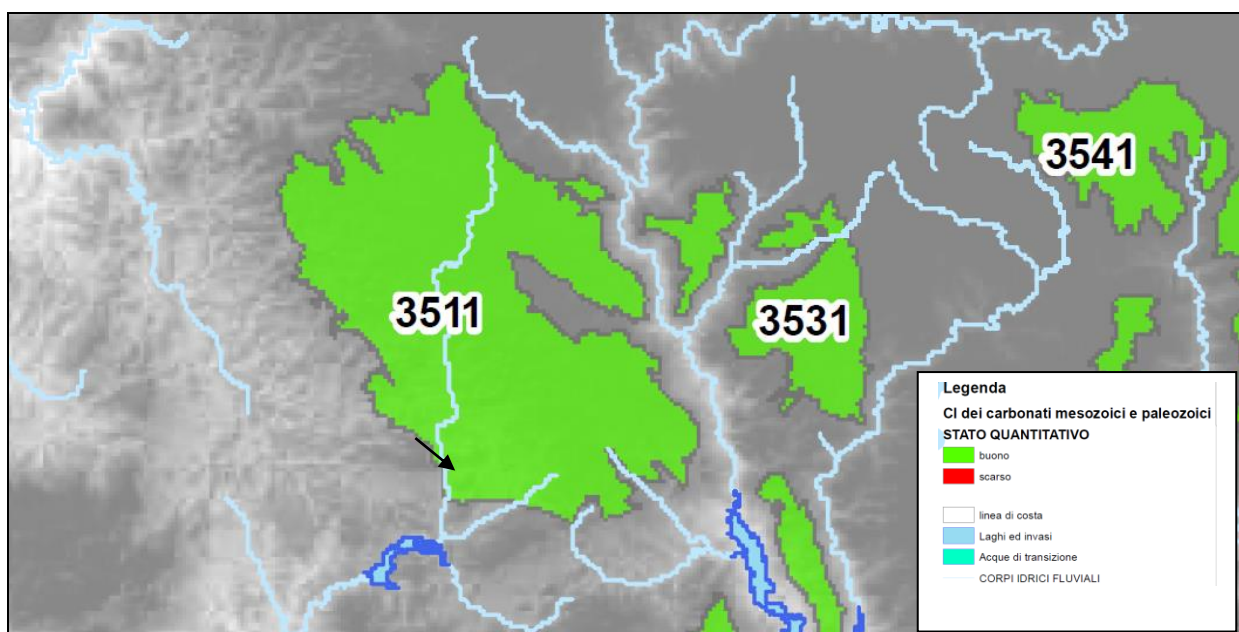 3541
3511
3531
Legenda
CI dei carbonati mesozoici e paleozoici
STATO QUANTITATIVO
buono
scarso
linea di costa
Laghi ed invasi
Acque di transizione
CORPI IDRICI FLUVIALI